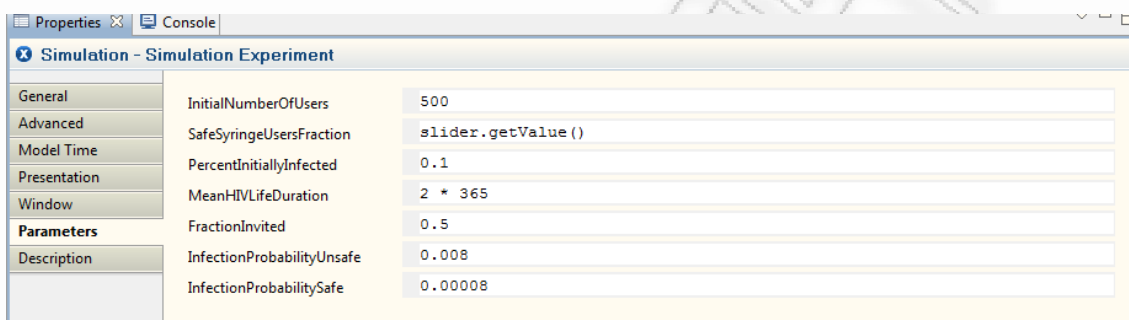 Properties Console
Simulation - Simulation Experiment
General
Advanced
Model Time
Presentation
Window
Parameters
Description
InitialNumberOfUsers 500
SafeSyringeUsersFraction slider.getValue()
PercentInitiallyInfected 0.1
MeanHIVLifeDuration 2 * 365
FractionInvited 0.5
InfectionProbabilityUnsafe 0.008
InfectionProbabilitySafe 0.00008